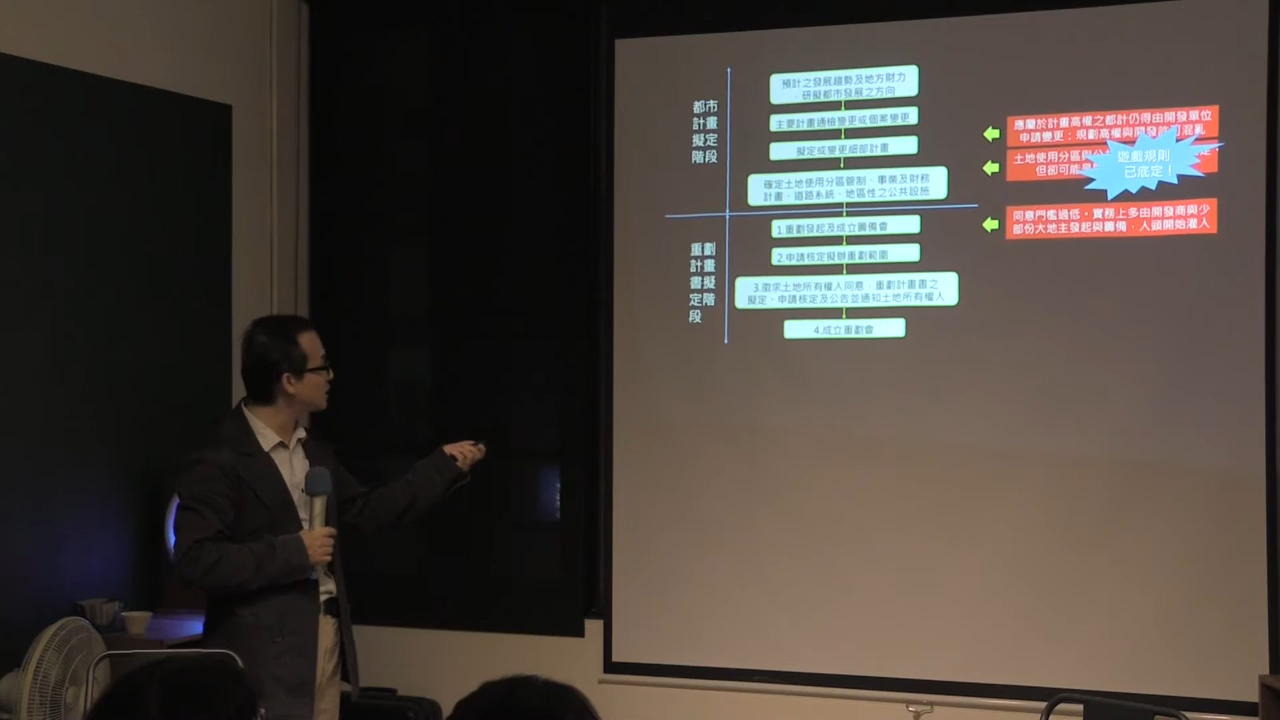 都市
計畫
擬定
階段
預計之發展趨勢及地方財力
，研擬都市發展之方向
主要計畫通檢變更或個案變更
擬定或變更細部計畫
確定土地使用分區管制、事業及財務
計畫、道路系統、地區性之公共設施
應屬於計畫高權之都計仍得由開發單位
申請變更：規劃高權與開發許可混亂
土地使用分區與公共
定
但卻可能
遊戲規則
已底定！
同意門檻過低，實務上多由開發商與少
部份大地主發起與籌備，人頭開始灌入
重劃
計畫
書擬
定階
段
1.重劃發起及成立籌備會
2.申請核定擬辦重劃範圍
3.徵求土地所有權人同意，重劃計畫書之
擬定、申請核定及公告並通知土地所有權人
4.成立重劃會